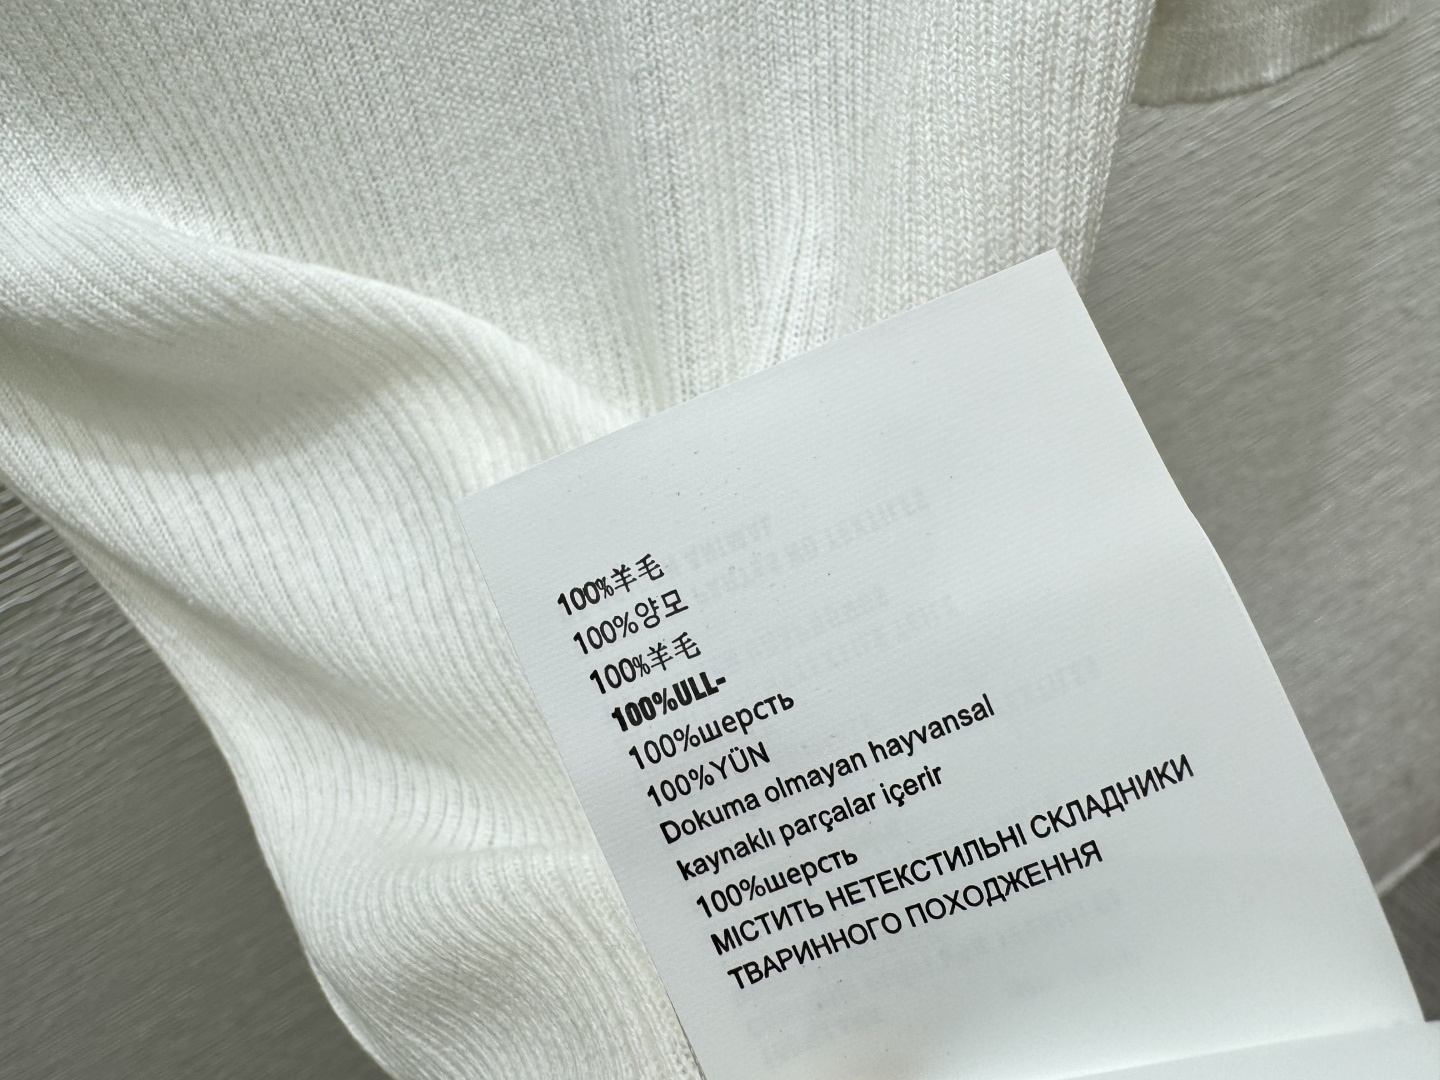 100%羊毛
100%양모
100%羊毛
100%ULL-
100%шерсть
100%YÜN
Dokuma olmayan hayvansal
kaynaklı parçalar içerir
100%шерсть
МІСТИТЬ НЕТЕКСТИЛЬНІ СКЛАДНИКИ
ТВАРИННОГО ПОХОДЖЕННЯ